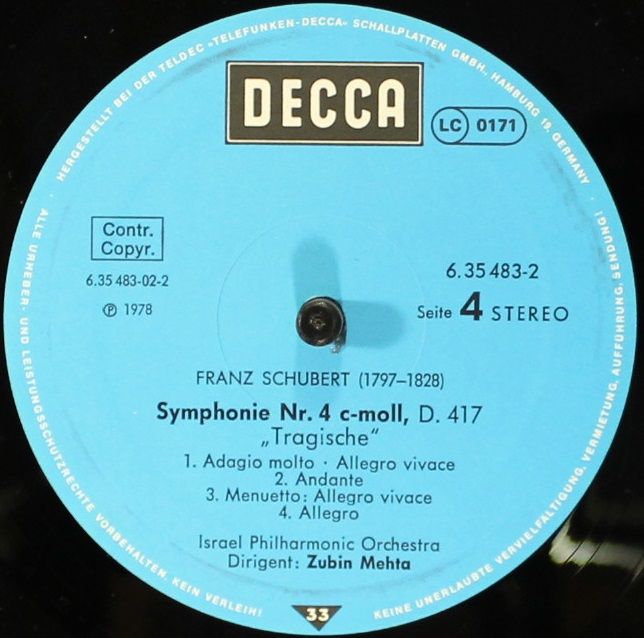 HERGESTELLT BEI DER TELDEC »TELEFUNKEN-DECCA« SCHALLPLATTEN GMBH., HAMBURG 19, GERMANY ·
DECCA
LC 0171
Contr.
Copyr.
6.35 483-02-2
℗ 1978
6.35 483-2
Seite 4 STEREO
FRANZ SCHUBERT (1797–1828)
Symphonie Nr. 4 c-moll, D. 417
„Tragische“
1. Adagio molto · Allegro vivace
2. Andante
3. Menuetto: Allegro vivace
4. Allegro
Israel Philharmonic Orchestra
Dirigent: Zubin Mehta
33
ALLE URHEBER- UND LEISTUNGSSCHUTZRECHTE VORBEHALTEN. KEIN VERLEIH!
KEINE UNERLAUBTE VERVIELFÄLTIGUNG, VERMIETUNG, AUFFÜHRUNG, SENDUNG!